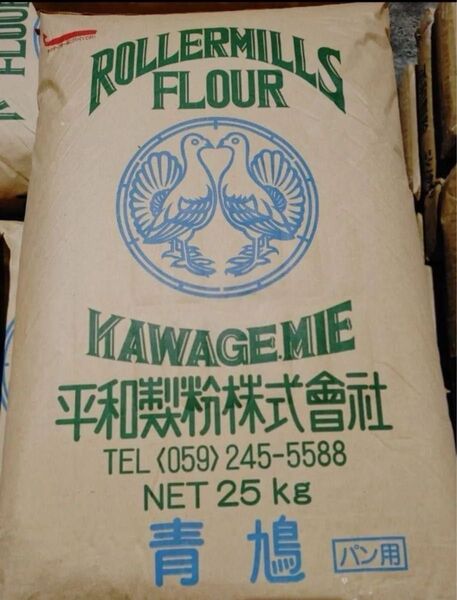 ROLLERMILLS
FLOUR
KAWAGE.MIE
平和製粉株式會社
TEL〈059〉245-5588
NET 25 kg
青鳩
パン用